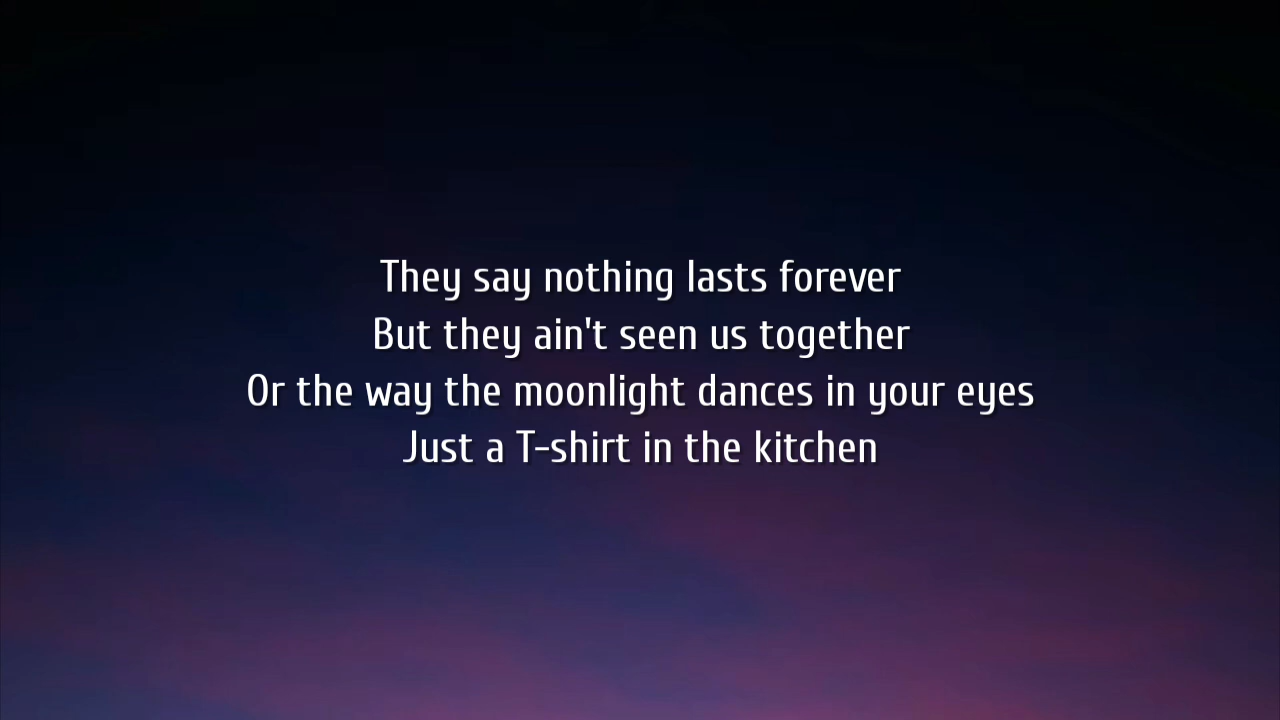 They say nothing lasts forever
But they ain't seen us together
Or the way the moonlight dances in your eyes
Just a T-shirt in the kitchen